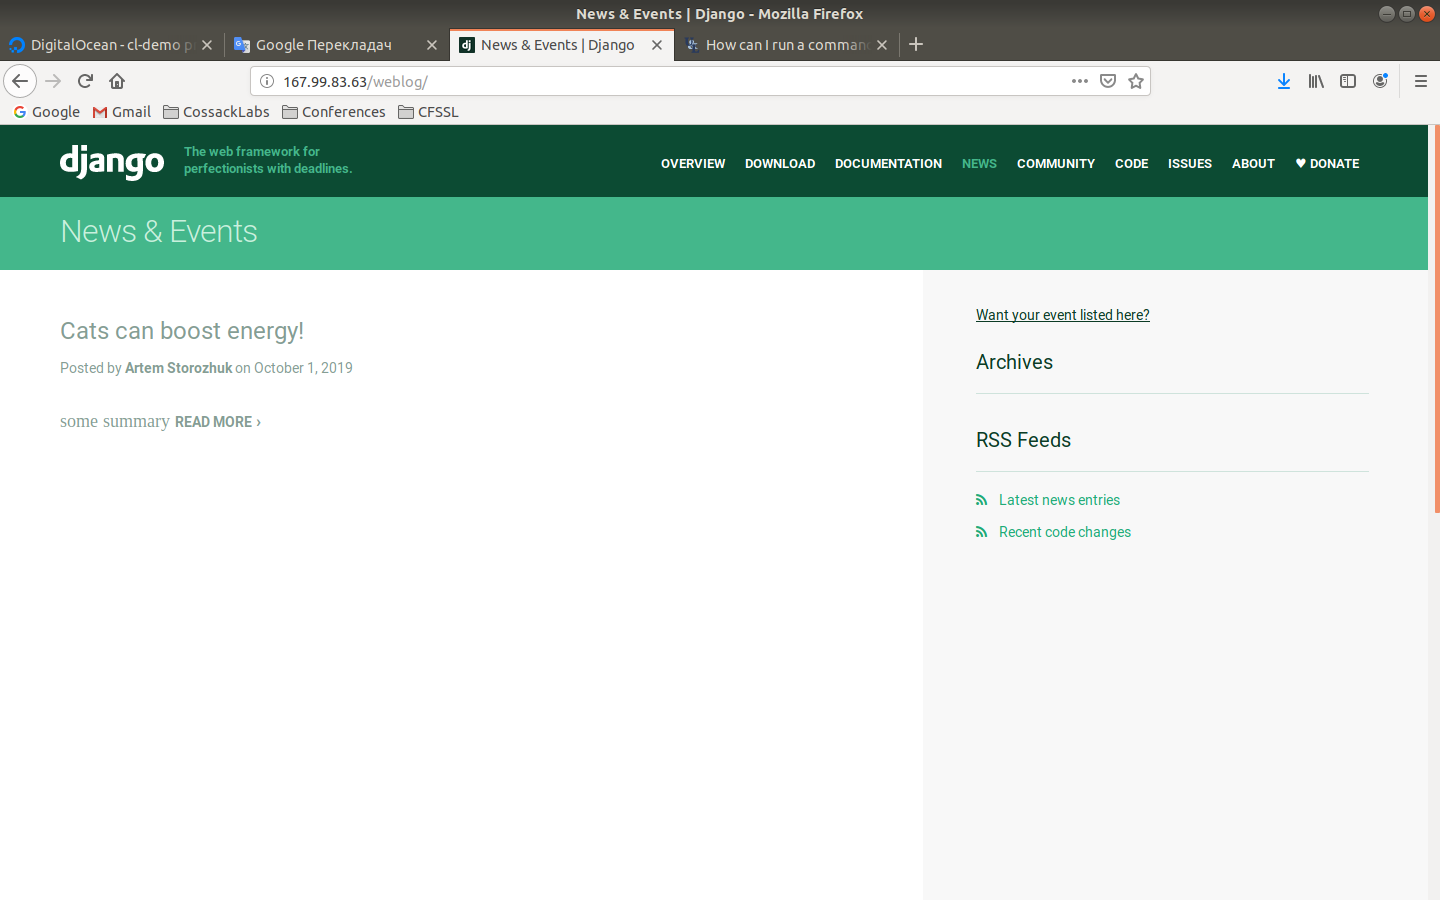 News & Events | Django - Mozilla Firefox
DigitalOcean - cl-demo
Google Перекладач
News & Events | Django
How can I run a comman
167.99.83.63/weblog/
Google
Gmail
CossackLabs
Conferences
CFSSL
django
The web framework for
perfectionists with deadlines.
OVERVIEW
DOWNLOAD
DOCUMENTATION
NEWS
COMMUNITY
CODE
ISSUES
ABOUT
♥ DONATE
News & Events
Cats can boost energy!
Posted by Artem Storozhuk on October 1, 2019
some summary READ MORE ›
Want your event listed here?
Archives
RSS Feeds
Latest news entries
Recent code changes